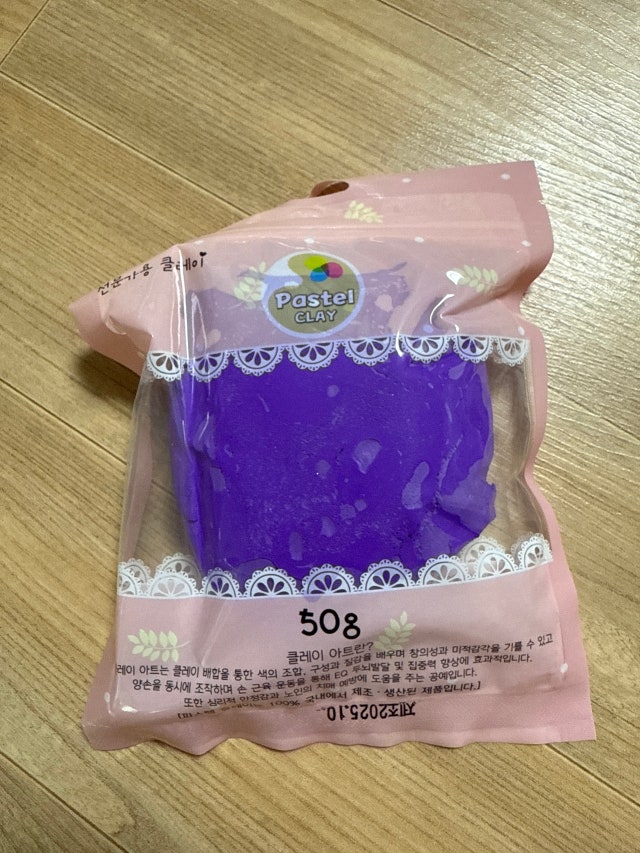 전문가용 클레이
Pastel
CLAY
50g
클레이 아트란?
레이 아트는 클레이 배합을 통한 색의 조합, 구성과 질감을 배우며 창의성과 미적감각을 기를 수 있고
양손을 동시에 조작하며 손 근육 운동을 통해 EQ 두뇌발달 및 집중력 향상에 효과적입니다.
또한 심리적 안정감과 노인의 치매 예방에 도움을 주는 공예입니다.
100% 국내에서 제조 · 생산된 제품입니다.]
제조2025.10